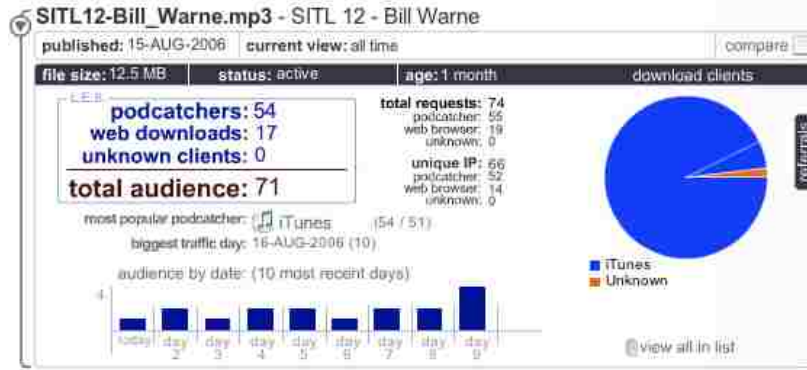 SITL12-Bill_Warne.mp3 - SITL 12 - Bill Warne
published: 15-AUG-2006 current view: all time compare
file size: 12.5 MB status: active age: 1 month download clients
podcatchers: 54
web downloads: 17
unknown clients: 0
total audience: 71
total requests: 74
podcatcher: 55
web browser: 19
unknown: 0
unique IP: 66
podcatcher: 52
web browser: 14
unknown: 0
referrals
most popular podcatcher: iTunes (54 / 51)
biggest traffic day: 16-AUG-2006 (10)
iTunes
Unknown
audience by date: (10 most recent days)
4
today day 2 day 3 day 4 day 5 day 6 day 7 day 8 day 9
view all in list